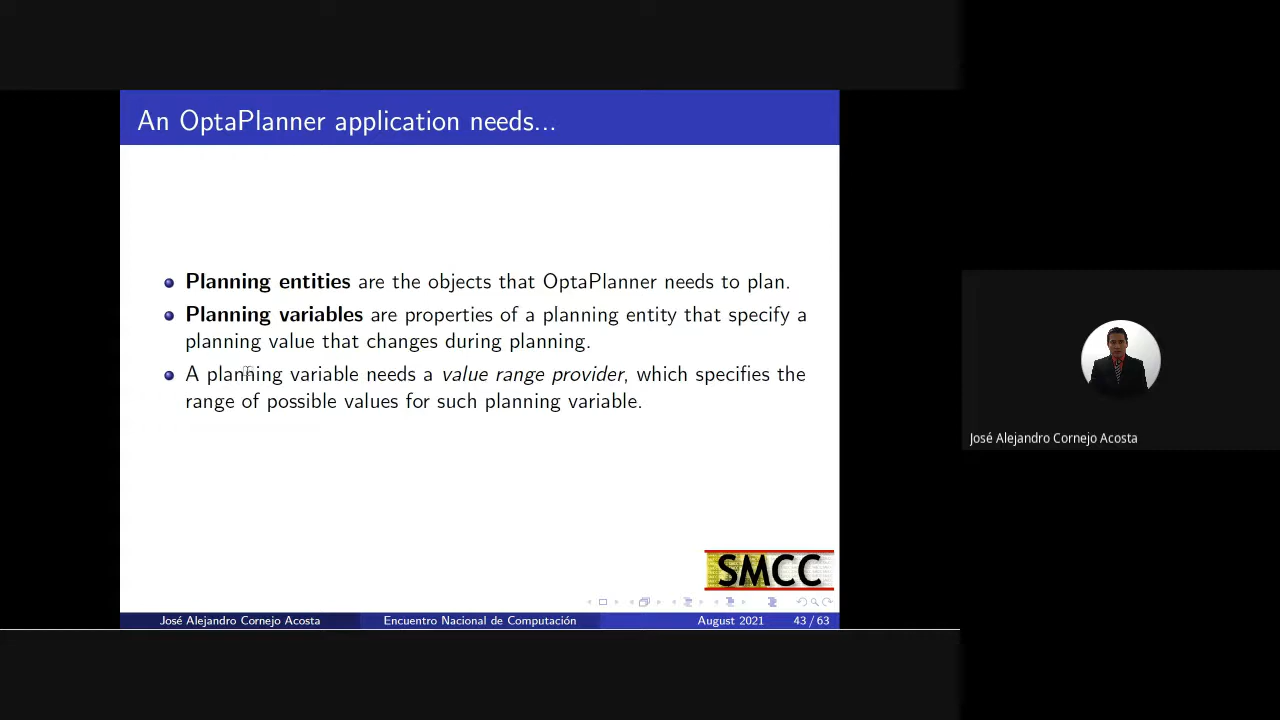 An OptaPlanner application needs...
Planning entities are the objects that OptaPlanner needs to plan.
Planning variables are properties of a planning entity that specify a
planning value that changes during planning.
A planning variable needs a value range provider, which specifies the
range of possible values for such planning variable.
José Alejandro Cornejo Acosta
SMCC
José Alejandro Cornejo Acosta Encuentro Nacional de Computación August 2021 43 / 63